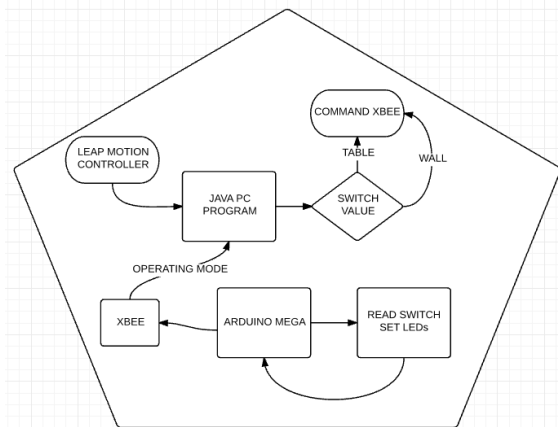 COMMAND XBEE
TABLE
WALL
LEAP MOTION
CONTROLLER
JAVA PC
PROGRAM
SWITCH
VALUE
OPERATING MODE
XBEE
ARDUINO MEGA
READ SWITCH
SET LEDs